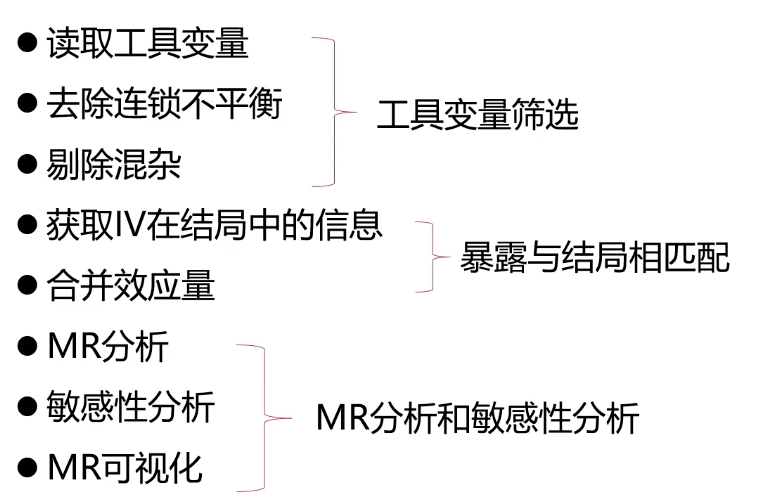 ● 读取工具变量
● 去除连锁不平衡
工具变量筛选
● 剔除混杂
● 获取IV在结局中的信息
暴露与结局相匹配
● 合并效应量
● MR分析
● 敏感性分析
MR分析和敏感性分析
● MR可视化